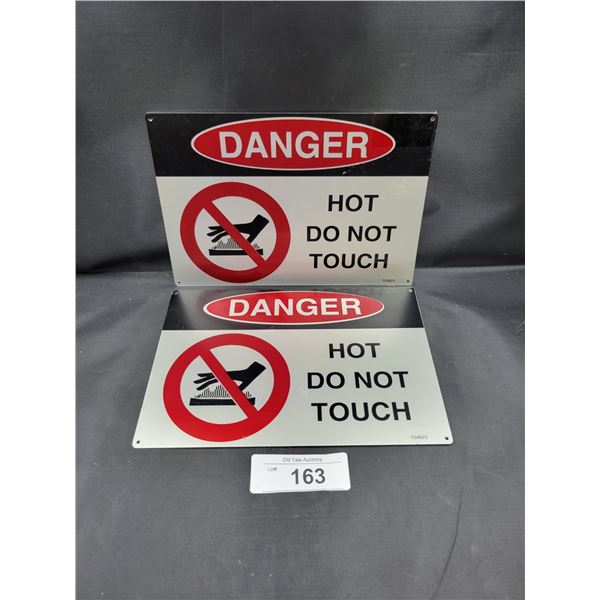 DANGER
HOT
DO NOT
TOUCH
DANGER
HOT
DO NOT
TOUCH
Old Yale Auctions
Lot# 163